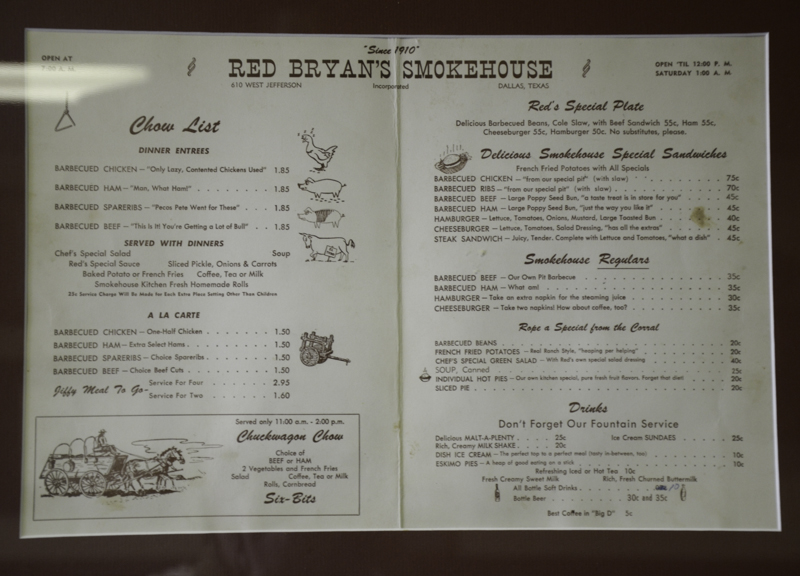 "Since 1910"
OPEN AT
7:00 A. M.
RED BRYAN'S SMOKEHOUSE
OPEN 'TIL 12:00 P. M.
SATURDAY 1:00 A. M
610 WEST JEFFERSON Incorporated DALLAS, TEXAS
Chow List
DINNER ENTREES
BARBECUED CHICKEN — "Only Lazy, Contented Chickens Used" 1.85
BARBECUED HAM — "Man, What Ham!" . . . . . . . . 1.85
BARBECUED SPARERIBS — "Pecos Pete Went for These" . . . 1.85
BARBECUED BEEF — "This Is It! You're Getting a Lot of Bull" . . 1.85
SERVED WITH DINNERS
Chef's Special Salad Soup
Red's Special Sauce Sliced Pickle, Onions & Carrots
Baked Potato or French Fries Coffee, Tea or Milk
Smokehouse Kitchen Fresh Homemade Rolls
25c Service Charge Will Be Made for Each Extra Place Setting Other Than Children
A LA CARTE
BARBECUED CHICKEN — One-Half Chicken . . . . . . . 1.50
BARBECUED HAM — Extra Select Hams . . . . . . . . 1.50
BARBECUED SPARERIBS — Choice Spareribs . . . . . . 1.50
BARBECUED BEEF — Choice Beef Cuts . . . . . . . . 1.50
Jiffy Meal To Go - Service For Four . . . . . . . 2.95
Service For Two . . . . . . . 1.60
Served only 11:00 a.m. - 2:00 p.m.
Chuckwagon Chow
Choice of
BEEF or HAM
2 Vegetables and French Fries
Salad Coffee, Tea or Milk
Rolls, Cornbread
Six-Bits
Red's Special Plate
Delicious Barbecued Beans, Cole Slaw, with Beef Sandwich 55c, Ham 55c,
Cheeseburger 55c, Hamburger 50c. No substitutes, please.
Delicious Smokehouse Special Sandwiches
French Fried Potatoes with All Specials
BARBECUED CHICKEN — "from our special pit" (with slaw) . . . . . . . . . 75c
BARBECUED RIBS — "from our special pit" (with slaw) . . . . . . . . . 70c
BARBECUED BEEF — Large Poppy Seed Bun, "a taste treat is in store for you" . . . . 45c
BARBECUED HAM — Large Poppy Seed Bun, "just the way you like it" . . . . . . 45c
HAMBURGER — Lettuce, Tomatoes, Onions, Mustard, Large Toasted Bun . . . . . . 40c
CHEESEBURGER — Lettuce, Tomatoes, Salad Dressing, "has all the extras" . . . . . 45c
STEAK SANDWICH — Juicy, Tender. Complete with Lettuce and Tomatoes, "what a dish" . . . 45c
Smokehouse Regulars
BARBECUED BEEF — Our Own Pit Barbecue . . . . . . . . . . . 35c
BARBECUED HAM — What am! . . . . . . . . . . . . . 35c
HAMBURGER — Take an extra napkin for the steaming juice . . . . . . . . 30c
CHEESEBURGER — Take two napkins! How about coffee, too? . . . . . . . . 35c
Rope a Special from the Corral
BARBECUED BEANS . . . . . . . . . . . . . . . 20c
FRENCH FRIED POTATOES — Real Ranch Style, "heaping per helping" . . . . . . . 20c
CHEF'S SPECIAL GREEN SALAD — With Red's own special salad dressing . . . . . . 40c
SOUP, Canned 25c
INDIVIDUAL HOT PIES — Our own kitchen special, pure fresh fruit flavors. Forget that diet! . . 20c
SLICED PIE . . . . . . . . . . . . . . . . 20c
Drinks
Don't Forget Our Fountain Service
Delicious MALT-A-PLENTY . . . . 25c Ice Cream SUNDAES . . . . . 25c
Rich, Creamy MILK SHAKE . . . . 20c
DISH ICE CREAM — The perfect top to a perfect meal (tasty in-between, too) . . . . . . 10c
ESKIMO PIES — A heap of good eating on a stick . . . . . . . . . . . 10c
Refreshing Iced or Hot Tea 10c
Fresh Creamy Sweet Milk Rich, Fresh Churned Buttermilk
All Bottle Soft Drinks . . . . . . . . 10
Bottle Beer . . . . . . . 30c and 35c
Best Coffee in "Big D" 5c